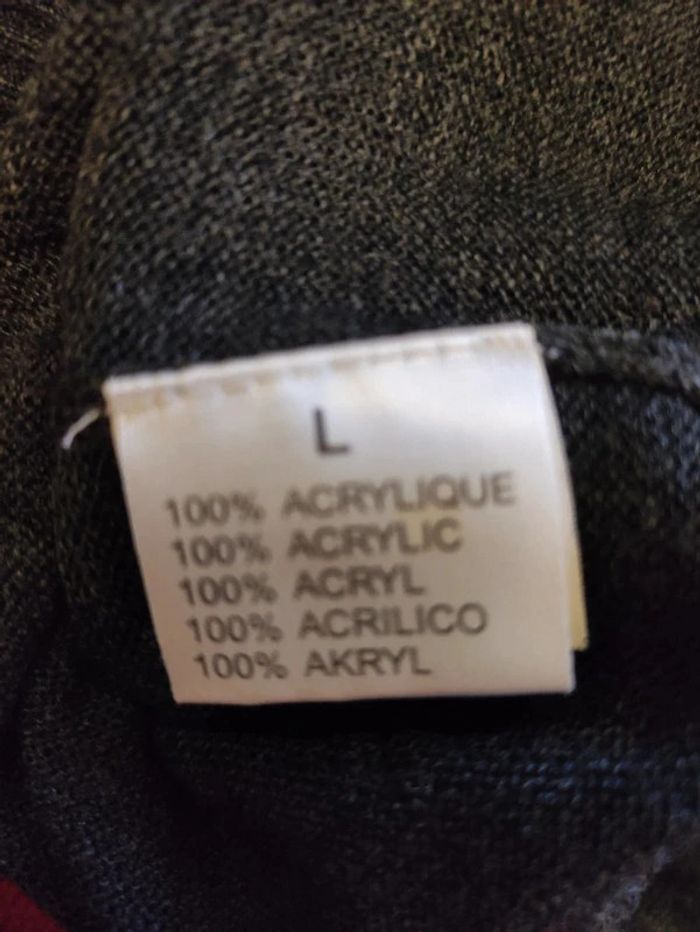 L
100% ACRYLIQUE
100% ACRYLIC
100% ACRYL
100% ACRILICO
100% AKRYL